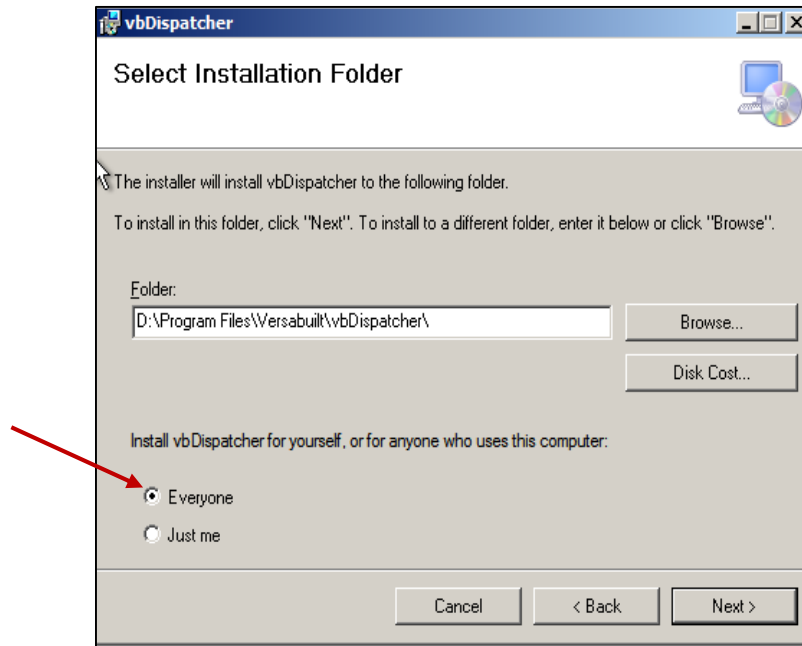 vbDispatcher
Select Installation Folder
The installer will install vbDispatcher to the following folder.
To install in this folder, click "Next". To install to a different folder, enter it below or click "Browse".
Folder:
D:\Program Files\Versabuilt\vbDispatcher\
Browse...
Disk Cost...
Install vbDispatcher for yourself, or for anyone who uses this computer:
Everyone
Just me
Cancel
< Back
Next >